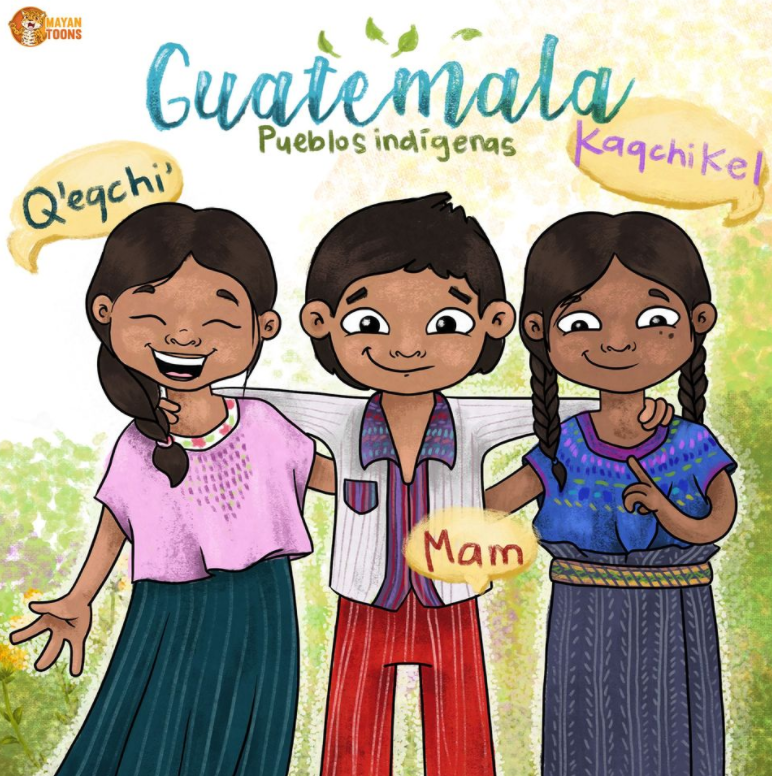 MAYAN
TOONS
Guatemala
Pueblos indígenas
Q'eqchi'
Kaqchikel
Mam